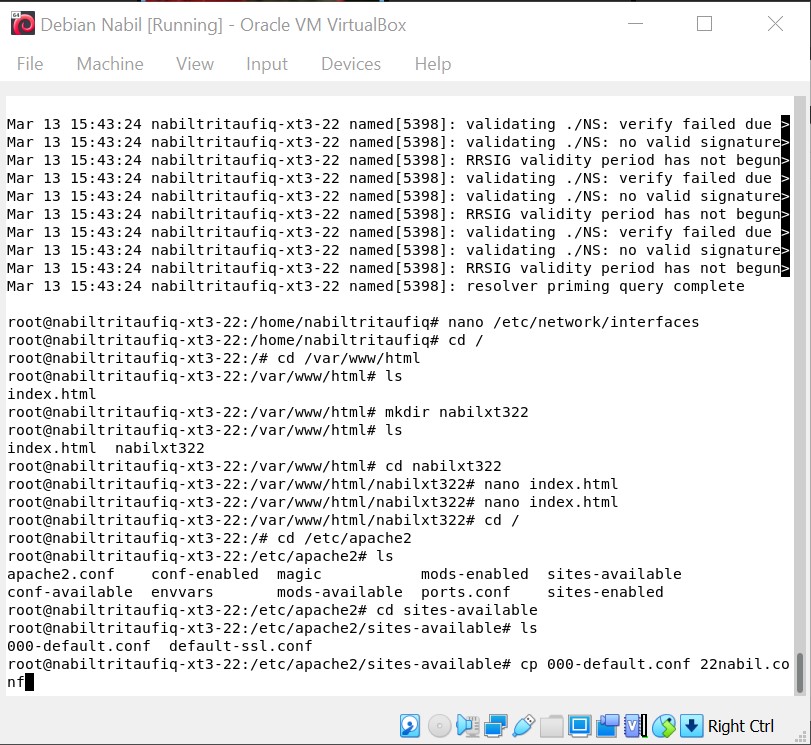 Debian Nabil [Running] - Oracle VM VirtualBox
File Machine View Input Devices Help
Mar 13 15:43:24 nabiltritaufiq-xt3-22 named[5398]: validating ./NS: verify failed due >
Mar 13 15:43:24 nabiltritaufiq-xt3-22 named[5398]: validating ./NS: no valid signature>
Mar 13 15:43:24 nabiltritaufiq-xt3-22 named[5398]: RRSIG validity period has not begun>
Mar 13 15:43:24 nabiltritaufiq-xt3-22 named[5398]: validating ./NS: verify failed due >
Mar 13 15:43:24 nabiltritaufiq-xt3-22 named[5398]: validating ./NS: no valid signature>
Mar 13 15:43:24 nabiltritaufiq-xt3-22 named[5398]: RRSIG validity period has not begun>
Mar 13 15:43:24 nabiltritaufiq-xt3-22 named[5398]: validating ./NS: verify failed due >
Mar 13 15:43:24 nabiltritaufiq-xt3-22 named[5398]: validating ./NS: no valid signature>
Mar 13 15:43:24 nabiltritaufiq-xt3-22 named[5398]: RRSIG validity period has not begun>
Mar 13 15:43:24 nabiltritaufiq-xt3-22 named[5398]: resolver priming query complete
root@nabiltritaufiq-xt3-22:/home/nabiltritaufiq# nano /etc/network/interfaces
root@nabiltritaufiq-xt3-22:/home/nabiltritaufiq# cd /
root@nabiltritaufiq-xt3-22:/# cd /var/www/html
root@nabiltritaufiq-xt3-22:/var/www/html# ls
index.html
root@nabiltritaufiq-xt3-22:/var/www/html# mkdir nabilxt322
root@nabiltritaufiq-xt3-22:/var/www/html# ls
index.html  nabilxt322
root@nabiltritaufiq-xt3-22:/var/www/html# cd nabilxt322
root@nabiltritaufiq-xt3-22:/var/www/html/nabilxt322# nano index.html
root@nabiltritaufiq-xt3-22:/var/www/html/nabilxt322# nano index.html
root@nabiltritaufiq-xt3-22:/var/www/html/nabilxt322# cd /
root@nabiltritaufiq-xt3-22:/# cd /etc/apache2
root@nabiltritaufiq-xt3-22:/etc/apache2# ls
apache2.conf    conf-enabled  magic           mods-enabled  sites-available
conf-available  envvars       mods-available  ports.conf    sites-enabled
root@nabiltritaufiq-xt3-22:/etc/apache2# cd sites-available
root@nabiltritaufiq-xt3-22:/etc/apache2/sites-available# ls
000-default.conf  default-ssl.conf
root@nabiltritaufiq-xt3-22:/etc/apache2/sites-available# cp 000-default.conf 22nabil.co
nf
Right Ctrl